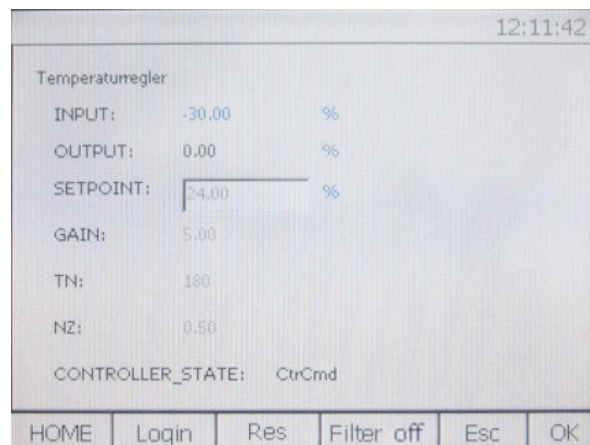 12:11:42
Temperaturregler
INPUT: -30.00 %
OUTPUT: 0.00 %
SETPOINT: 24.00 %
GAIN: 5.00
TN: 180
NZ: 0.50
CONTROLLER_STATE: CtrCmd
HOME Login Res Filter off Esc OK